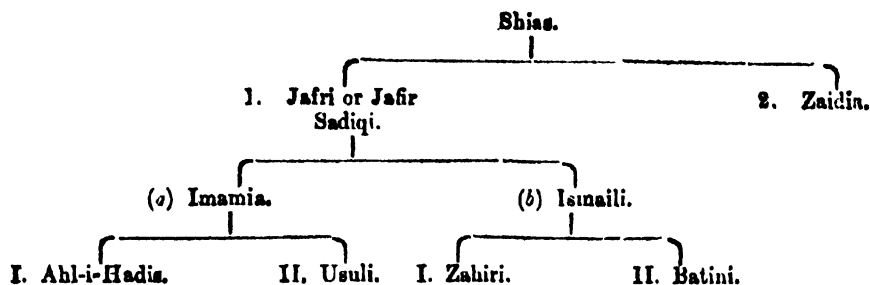 Shias.
1. Jafri or Jafir 2. Zaidia.
Sadiqi.
(a) Imamia. (b) Ismaili.
I. Ahl-i-Hadis. II. Usuli. I. Zahiri. II. Batini.